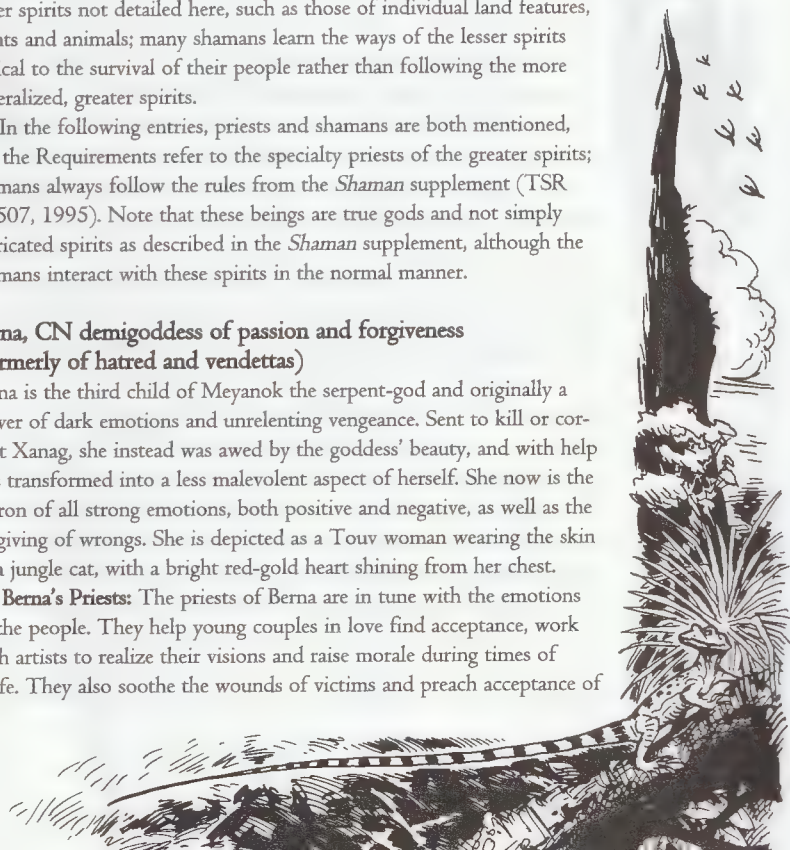 er spirits not detailed here, such as those of individual land features,
ts and animals; many shamans learn the ways of the lesser spirits
cal to the survival of their people rather than following the more
eralized, greater spirits.
In the following entries, priests and shamans are both mentioned,
the Requirements refer to the specialty priests of the greater spirits;
mans always follow the rules from the Shaman supplement (TSR
507, 1995). Note that these beings are true gods and not simply
ricated spirits as described in the Shaman supplement, although the
mans interact with these spirits in the normal manner.
na, CN demigoddess of passion and forgiveness
rmerly of hatred and vendettas)
na is the third child of Meyanok the serpent-god and originally a
wer of dark emotions and unrelenting vengeance. Sent to kill or cor-
t Xanag, she instead was awed by the goddess' beauty, and with help
transformed into a less malevolent aspect of herself. She now is the
ron of all strong emotions, both positive and negative, as well as the
giving of wrongs. She is depicted as a Touv woman wearing the skin
jungle cat, with a bright red-gold heart shining from her chest.
Berna's Priests: The priests of Berna are in tune with the emotions
he people. They help young couples in love find acceptance, work
h artists to realize their visions and raise morale during times of
fe. They also soothe the wounds of victims and preach acceptance of